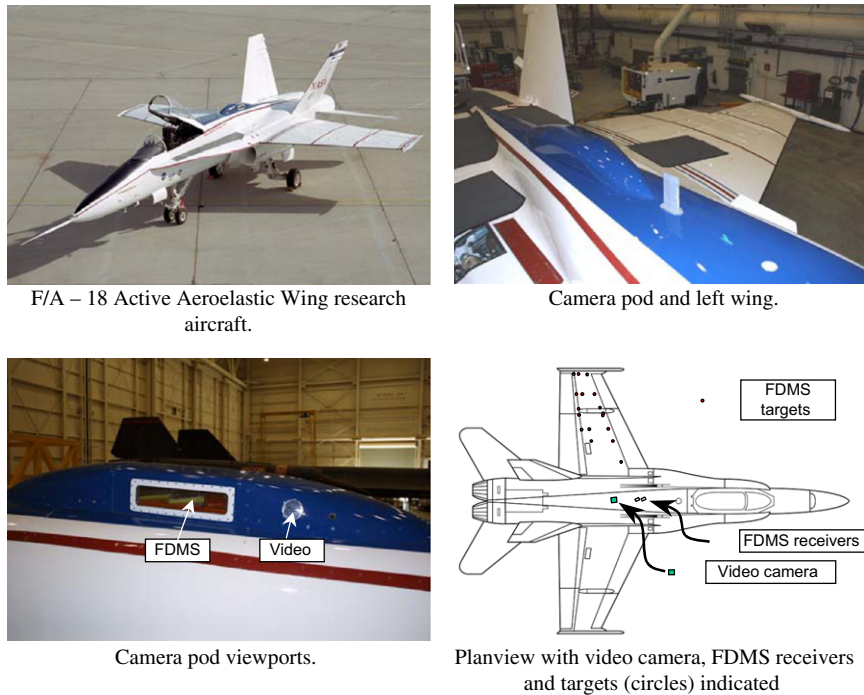 F/A – 18 Active Aeroelastic Wing research
aircraft.
Camera pod and left wing.
FDMS
Video
Camera pod viewports.
FDMS
targets
FDMS receivers
Video camera
Planview with video camera, FDMS receivers
and targets (circles) indicated